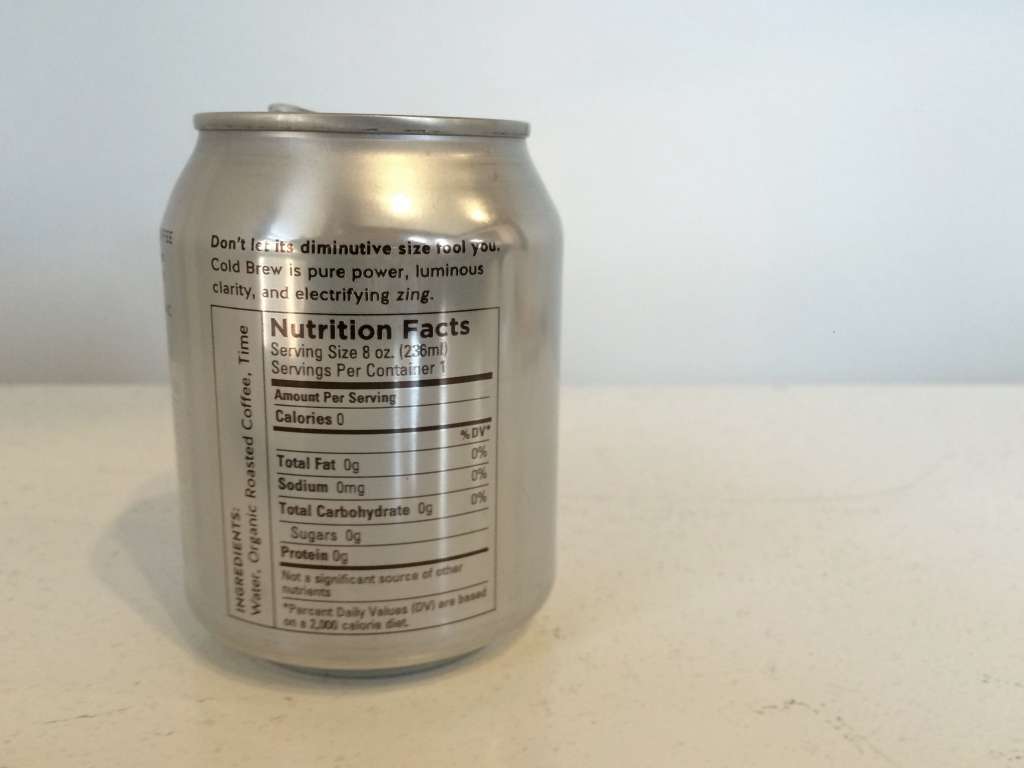 Don't let its diminutive size fool you.
Cold Brew is pure power, luminous
clarity, and electrifying zing.
INGREDIENTS:
Water, Organic Roasted Coffee, Time
Nutrition Facts
Serving Size 8 oz. (236ml)
Servings Per Container 1
Amount Per Serving
Calories 0
%DV*
Total Fat 0g 0%
Sodium 0mg 0%
Total Carbohydrate 0g 0%
Sugars 0g
Protein 0g
Not a significant source of other
nutrients
*Percent Daily Values (DV) are based
on a 2,000 calorie diet.